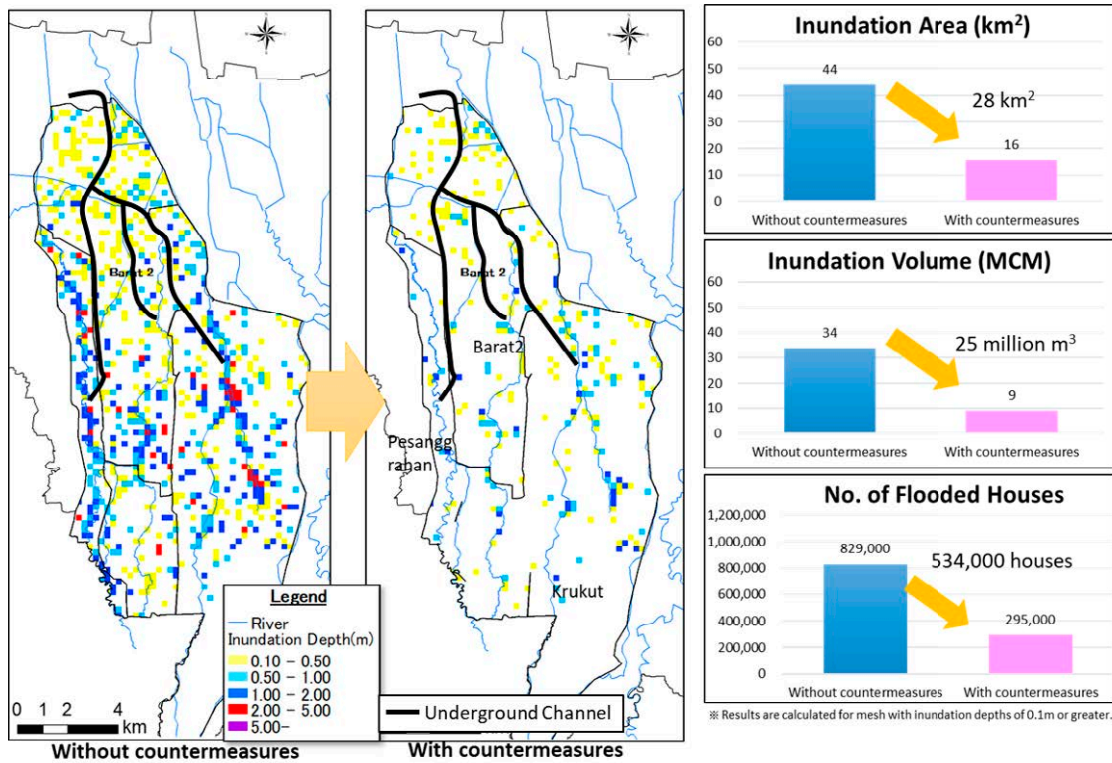 Barat 2
Legend
River
Inundation Depth(m)
0.10 - 0.50
0.50 - 1.00
1.00 - 2.00
2.00 - 5.00
5.00-
0 1 2 4
km
Without countermeasures
Barat 2
Barat2
Pesangg
rahan
Krukut
Underground Channel
With countermeasures
Inundation Area (km²)
60
50
40
30
20
10
0
44
28 km²
16
Without countermeasures
With countermeasures
Inundation Volume (MCM)
60
50
40
30
20
10
0
34
25 million m³
9
Without countermeasures
With countermeasures
No. of Flooded Houses
1,200,000
1,000,000
800,000
600,000
400,000
200,000
0
829,000
534,000 houses
295,000
Without countermeasures
With countermeasures
※ Results are calculated for mesh with inundation depths of 0.1m or greater.